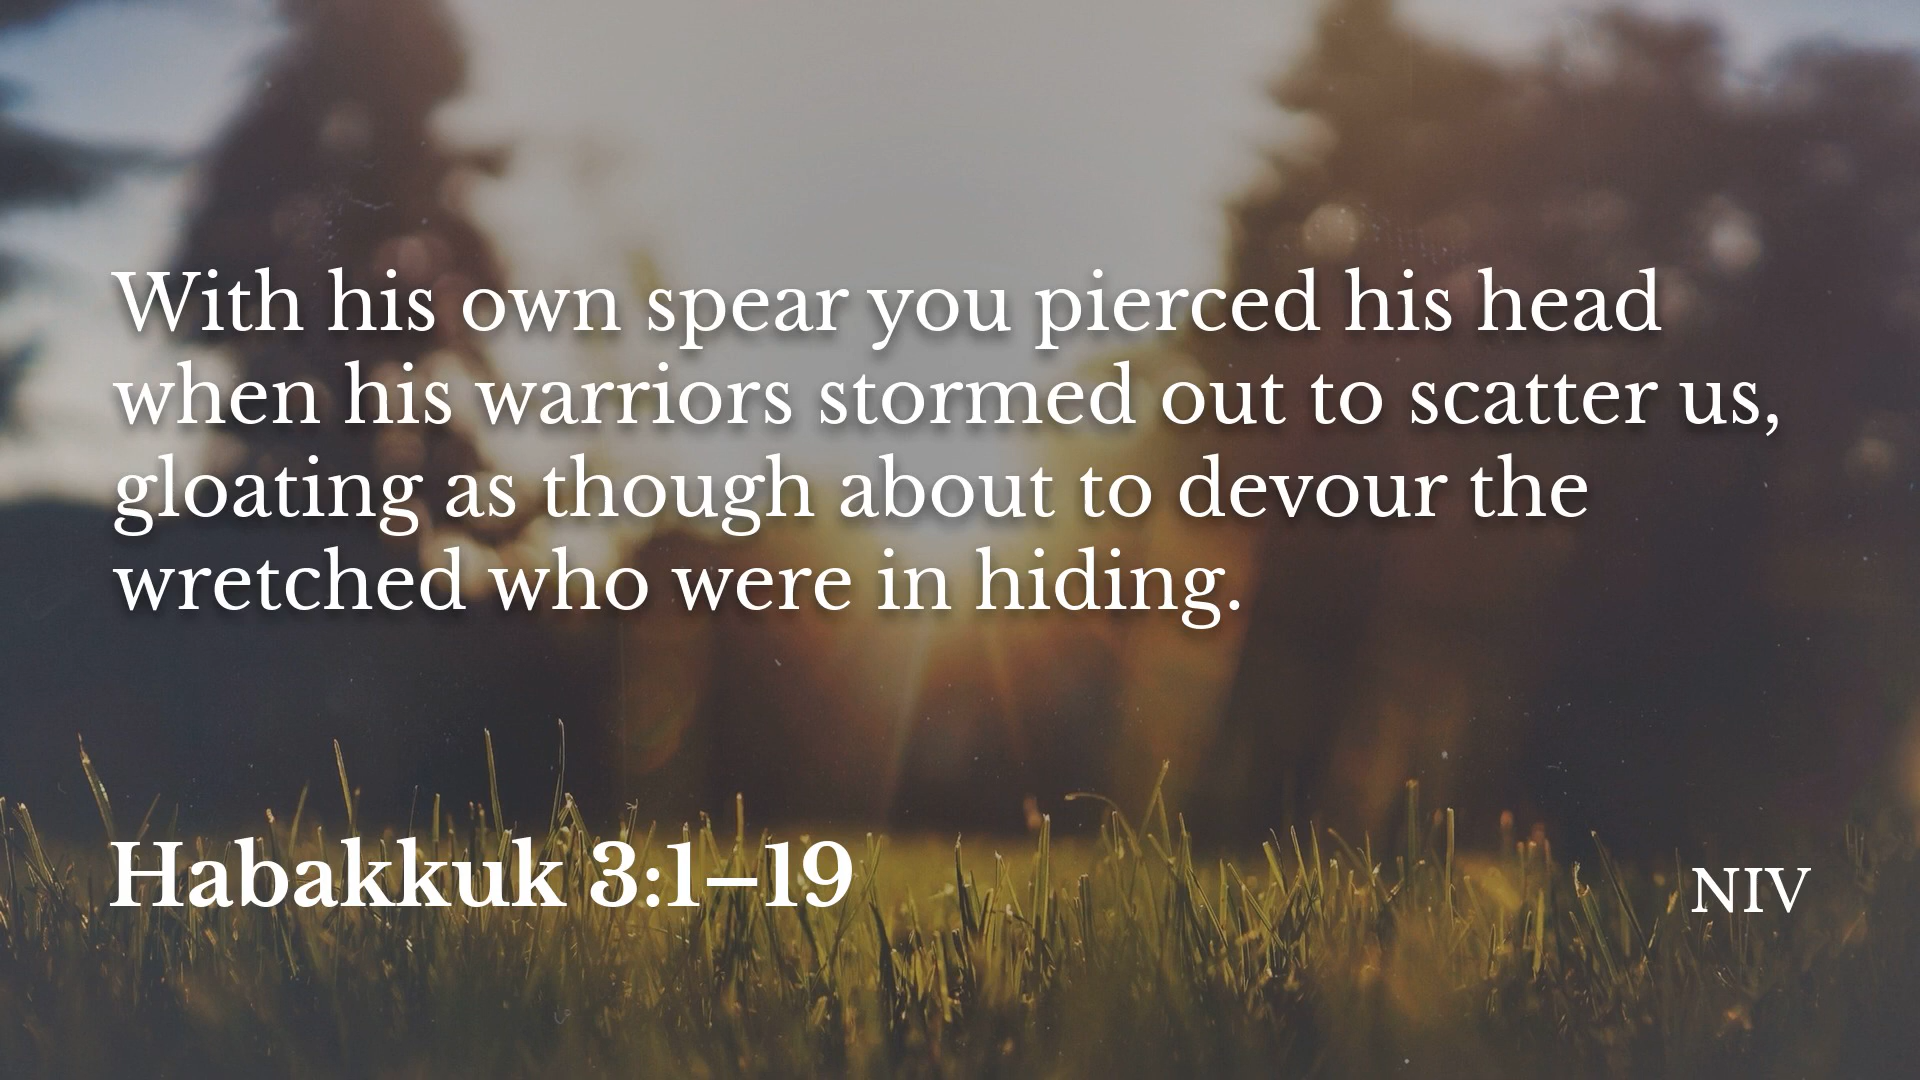 With his own spear you pierced his head
when his warriors stormed out to scatter us,
gloating as though about to devour the
wretched who were in hiding.
Habakkuk 3:1–19
NIV